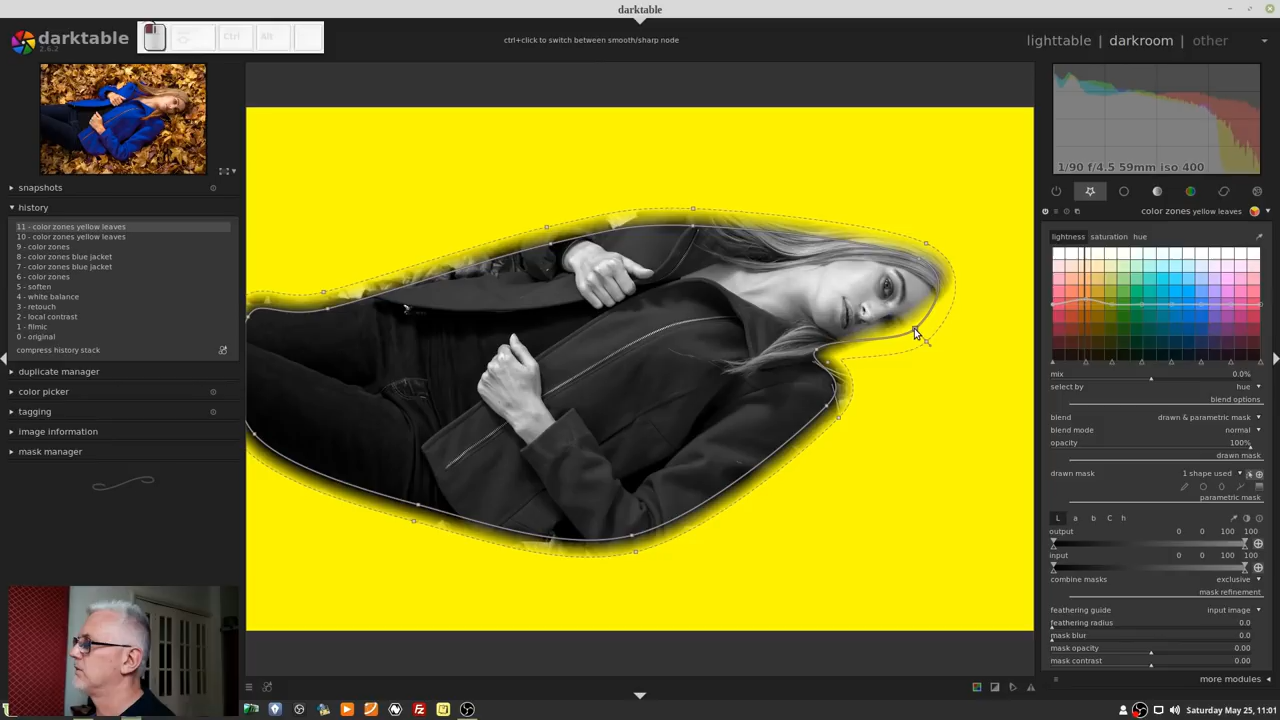 darktable
darktable
2.6.2
Ctrl
Alt
ctrl+click to switch between smooth/sharp node
lighttable | darkroom | other
1/90 f/4.5 59mm iso 400
snapshots
history
11 - color zones yellow leaves
10 - color zones yellow leaves
9 - color zones
8 - color zones blue jacket
7 - color zones blue jacket
6 - color zones
5 - soften
4 - white balance
3 - retouch
2 - local contrast
1 - filmic
0 - original
compress history stack
duplicate manager
color picker
tagging
image information
mask manager
color zones yellow leaves
lightness saturation hue
mix 0.0%
select by hue
blend options
blend drawn & parametric mask
blend mode normal
opacity 100%
drawn mask
drawn mask 1 shape used
parametric mask
L a b C h
output 0 0 100 100
input 0 0 100 100
combine masks exclusive
mask refinement
feathering guide input image
feathering radius 0.0
mask blur 0.0
mask opacity 0.00
mask contrast 0.00
more modules
Saturday May 25, 11:01